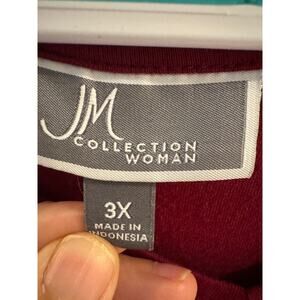 JM
COLLECTION
WOMAN
3X
MADE IN
INDONESIA